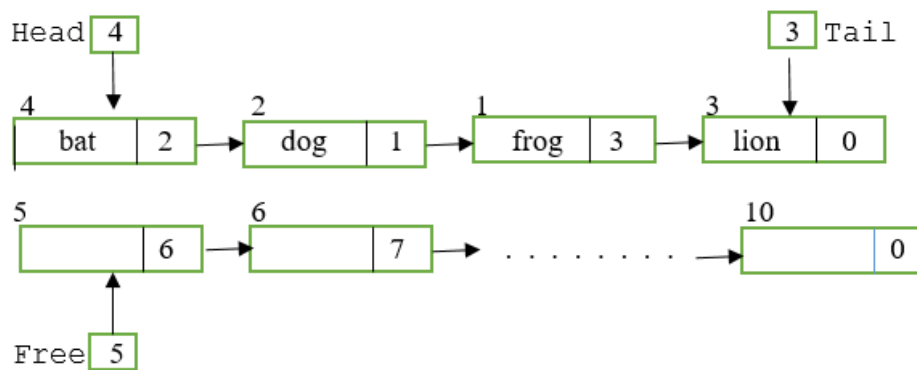 Head 4 3 Tail
4 2 1 3
bat 2 dog 1 frog 3 lion 0
5 6 10
6 7 . . . . . . . . 0
Free 5